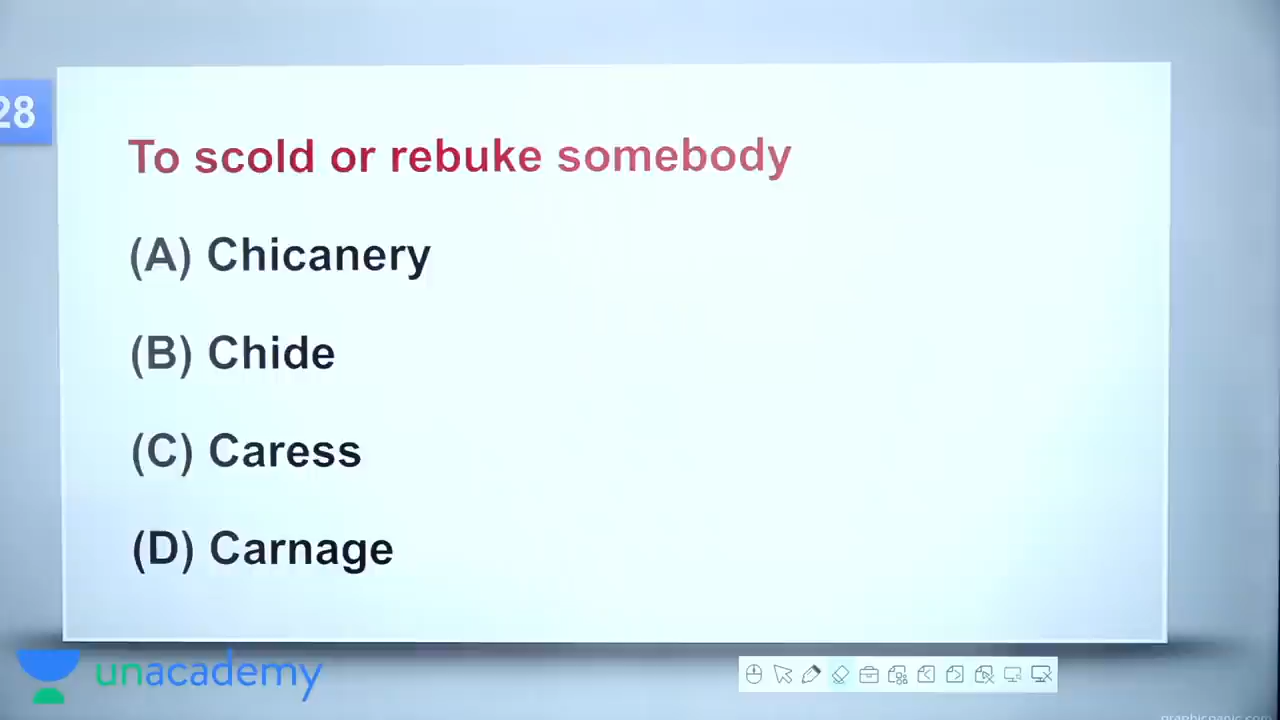 28
To scold or rebuke somebody
(A) Chicanery
(B) Chide
(C) Caress
(D) Carnage
unacademy